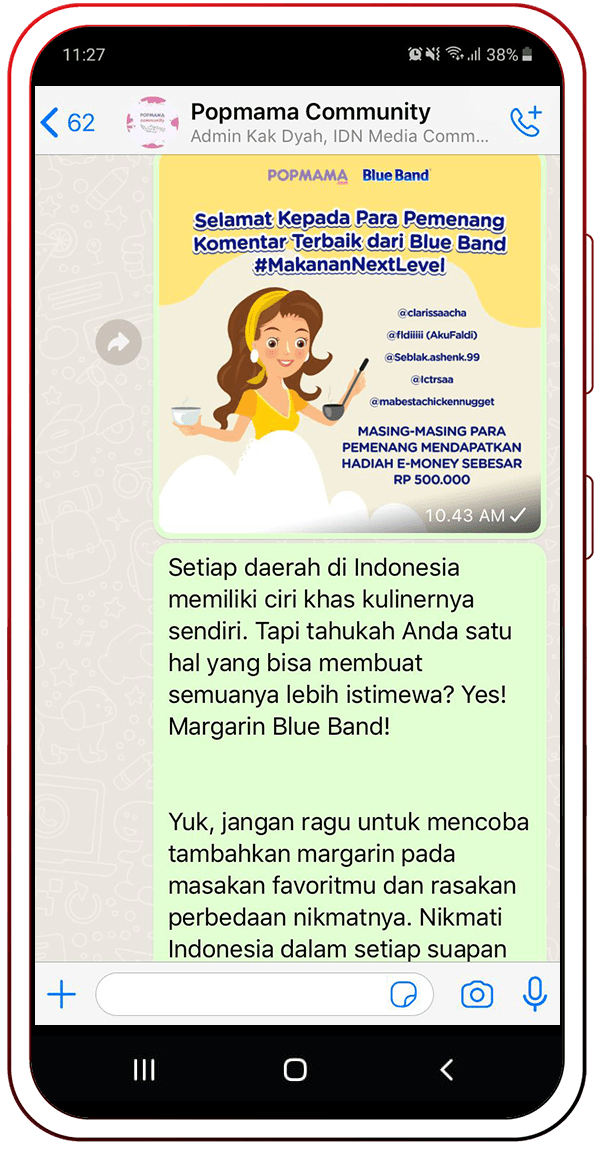 11:27
38%
62
Popmama Community
Admin Kak Dyah, IDN Media Comm...
POPMAMA Blue Band
Selamat Kepada Para Pemenang
Komentar Terbaik dari Blue Band
#MakananNextLevel
@clarissaacha
@fldiiiii (AkuFaldi)
@Seblak.ashenk.99
@lctrsaa
@mabestachickennugget
MASING-MASING PARA
PEMENANG MENDAPATKAN
HADIAH E-MONEY SEBESAR
RP 500.000
10.43 AM
Setiap daerah di Indonesia
memiliki ciri khas kulinernya
sendiri. Tapi tahukah Anda satu
hal yang bisa membuat
semuanya lebih istimewa? Yes!
Margarin Blue Band!
Yuk, jangan ragu untuk mencoba
tambahkan margarin pada
masakan favoritmu dan rasakan
perbedaan nikmatnya. Nikmati
Indonesia dalam setiap suapan